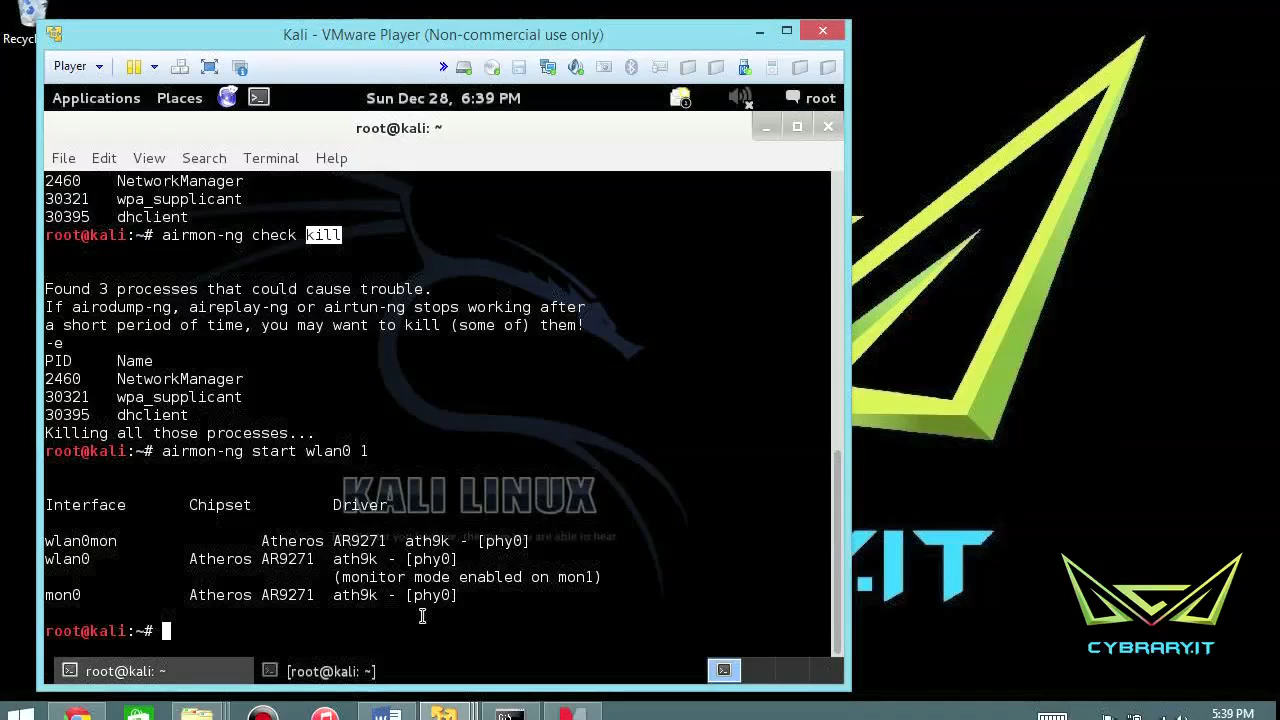 Recyc
Kali - VMware Player (Non-commercial use only)
Player
Applications Places Sun Dec 28, 6:39 PM root
root@kali: ~
File Edit View Search Terminal Help
2460 NetworkManager
30321 wpa_supplicant
30395 dhclient
root@kali:~# airmon-ng check kill
Found 3 processes that could cause trouble.
If airodump-ng, aireplay-ng or airtun-ng stops working after
a short period of time, you may want to kill (some of) them!
-e
PID Name
2460 NetworkManager
30321 wpa_supplicant
30395 dhclient
Killing all those processes...
root@kali:~# airmon-ng start wlan0 1
KALI LINUX
Interface Chipset Driver
wlan0mon Atheros AR9271 ath9k - [phy0]
wlan0 Atheros AR9271 ath9k - [phy0]
(monitor mode enabled on mon1)
mon0 Atheros AR9271 ath9k - [phy0]
root@kali:~#
root@kali: ~ [root@kali: ~]
Y.IT
CYBRARY.IT
5:39 PM